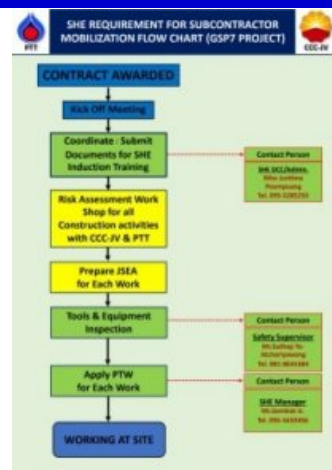 SHE REQUIREMENT FOR SUBCONTRACTOR
MOBILIZATION FLOW CHART (GSP7 PROJECT)
PTT
CCC-JV
CONTRACT AWARDED
Kick Off Meeting
Coordinate : Submit
Documents for SHE
Induction Training
Contact Person
Risk Assessment Work
Shop for all
Construction activities
with CCC-JV & PTT
Prepare JSEA
for Each Work
Tools & Equipment
Inspection
Contact Person
Safety Supervisor
Apply PTW
for Each Work
Contact Person
SHE Manager
WORKING AT SITE